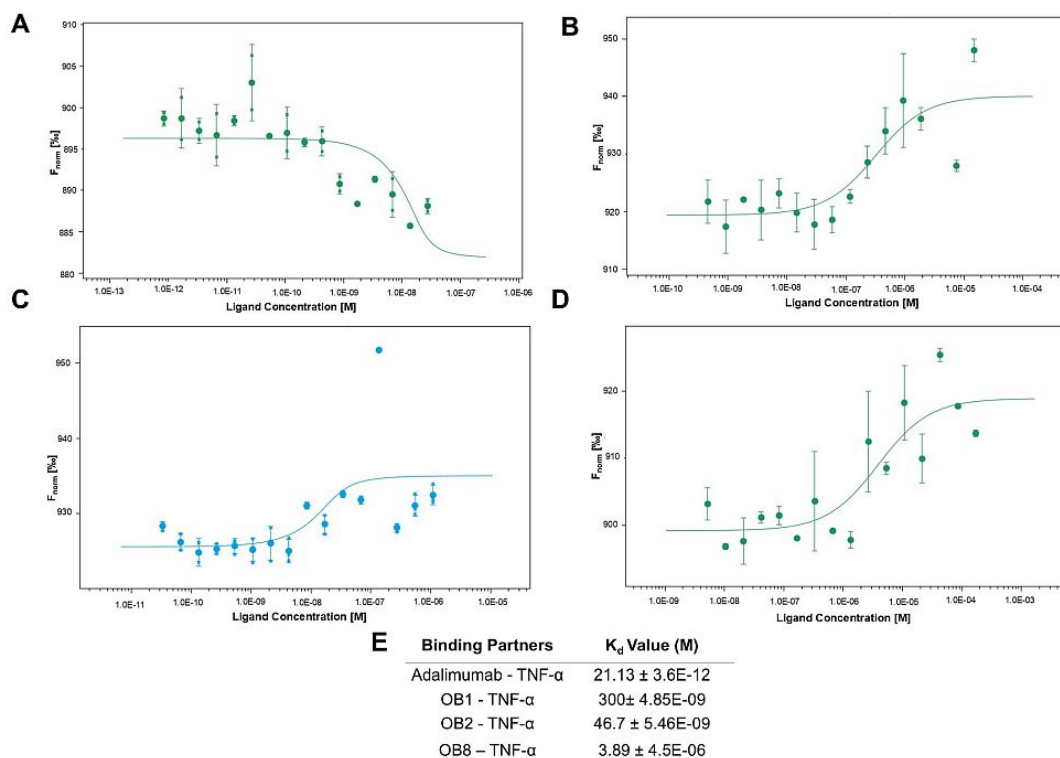 A
910
905
900
895
890
885
880
Fnorm [‰]
1.0E-13 1.0E-12 1.0E-11 1.0E-10 1.0E-09 1.0E-08 1.0E-07 1.0E-06
Ligand Concentration [M]
B
950
940
930
920
910
Fnorm [‰]
1.0E-10 1.0E-09 1.0E-08 1.0E-07 1.0E-06 1.0E-05 1.0E-04
Ligand Concentration [M]
C
950
940
930
Fnorm [‰]
1.0E-11 1.0E-10 1.0E-09 1.0E-08 1.0E-07 1.0E-06 1.0E-05
Ligand Concentration [M]
D
920
910
900
Fnorm [‰]
1.0E-09 1.0E-08 1.0E-07 1.0E-06 1.0E-05 1.0E-04 1.0E-03
Ligand Concentration [M]
E
Binding Partners Kd Value (M)
Adalimumab - TNF-α 21.13 ± 3.6E-12
OB1 - TNF-α 300± 4.85E-09
OB2 - TNF-α 46.7 ± 5.46E-09
OB8 – TNF-α 3.89 ± 4.5E-06